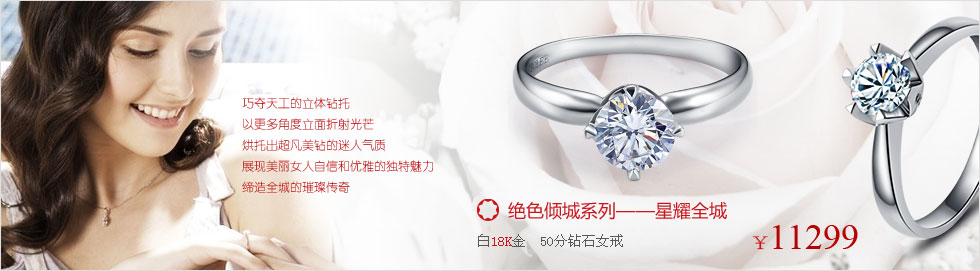 巧夺天工的立体钻托
以更多角度立面折射光芒
烘托出超凡美钻的迷人气质
展现美丽女人自信和优雅的独特魅力
缔造全城的璀璨传奇
绝色倾城系列——星耀全城
白18K金 50分钻石女戒
¥11299